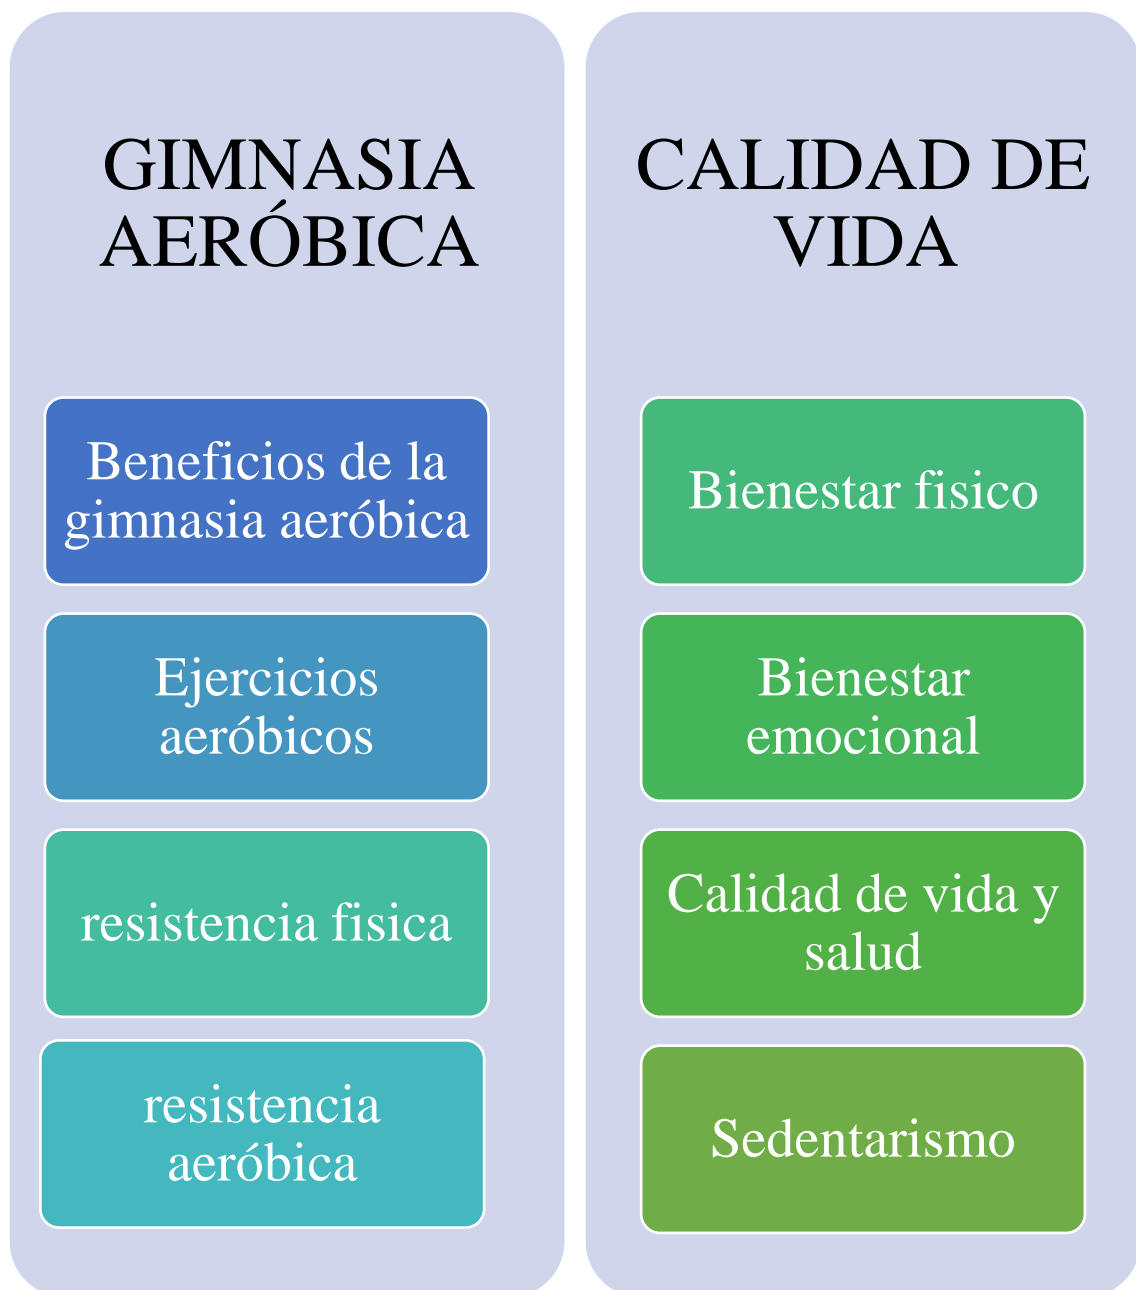 GIMNASIA
AERÓBICA
Beneficios de la
gimnasia aeróbica
Ejercicios
aeróbicos
resistencia fisica
resistencia
aeróbica
CALIDAD DE
VIDA
Bienestar fisico
Bienestar
emocional
Calidad de vida y
salud
Sedentarismo